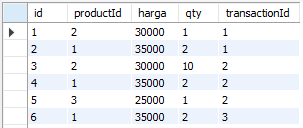 id productId harga qty transactionId
1 2 30000 1 1
2 1 35000 2 1
3 2 30000 10 2
4 1 35000 2 2
5 3 25000 1 2
6 1 35000 2 3